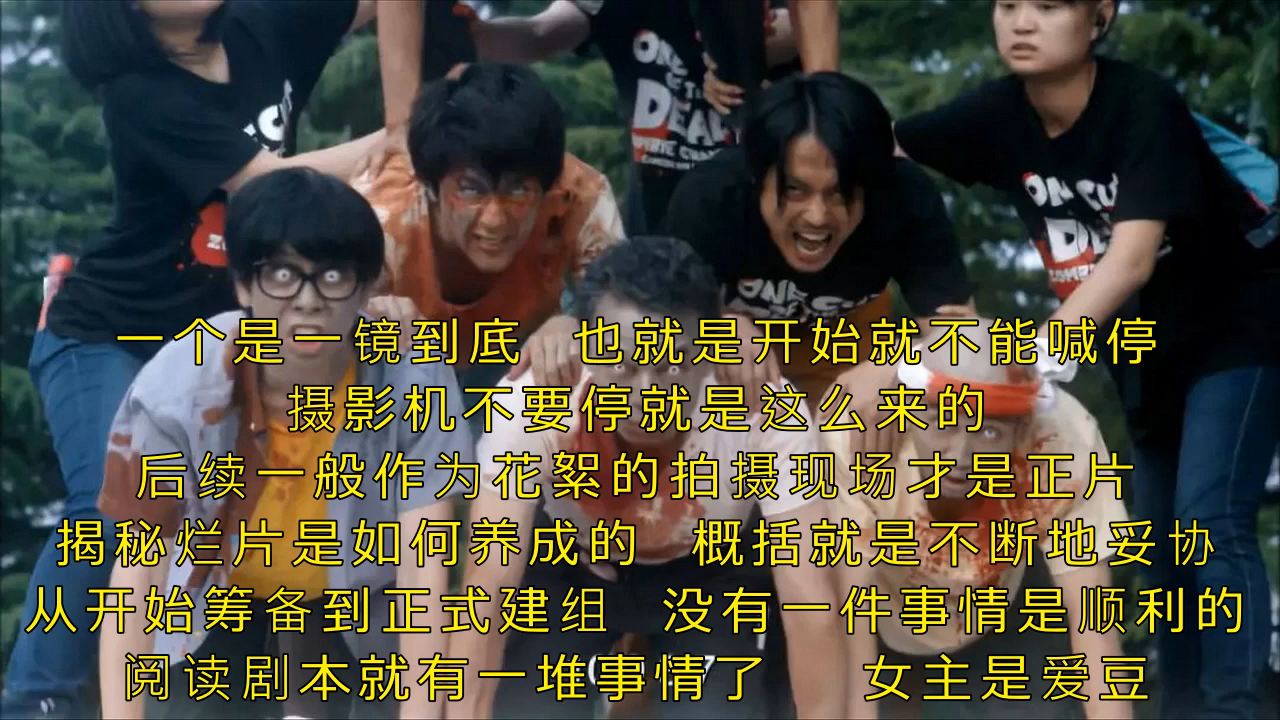 ONE CUT
OF THE
DEAD
一个是一镜到底 也就是开始就不能喊停
摄影机不要停就是这么来的
后续一般作为花絮的拍摄现场才是正片
揭秘烂片是如何养成的 概括就是不断地妥协
从开始筹备到正式建组 没有一件事情是顺利的
阅读剧本就有一堆事情了 女主是爱豆